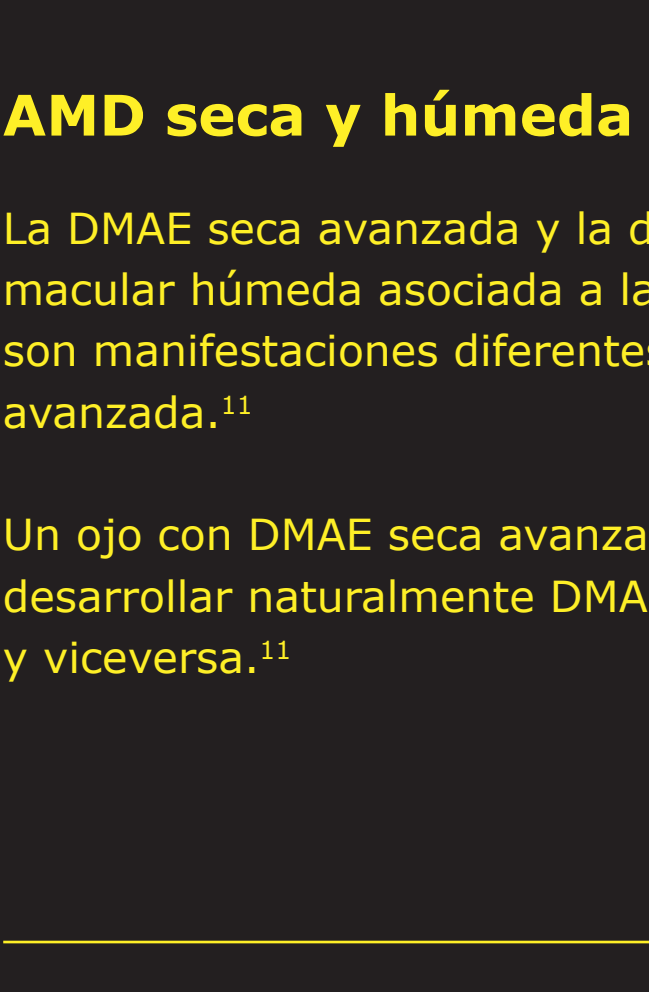 AMD seca y húmeda
La DMAE seca avanzada y la d
macular húmeda asociada a la
son manifestaciones diferentes
avanzada.¹¹
Un ojo con DMAE seca avanza
desarrollar naturalmente DMA
y viceversa.¹¹